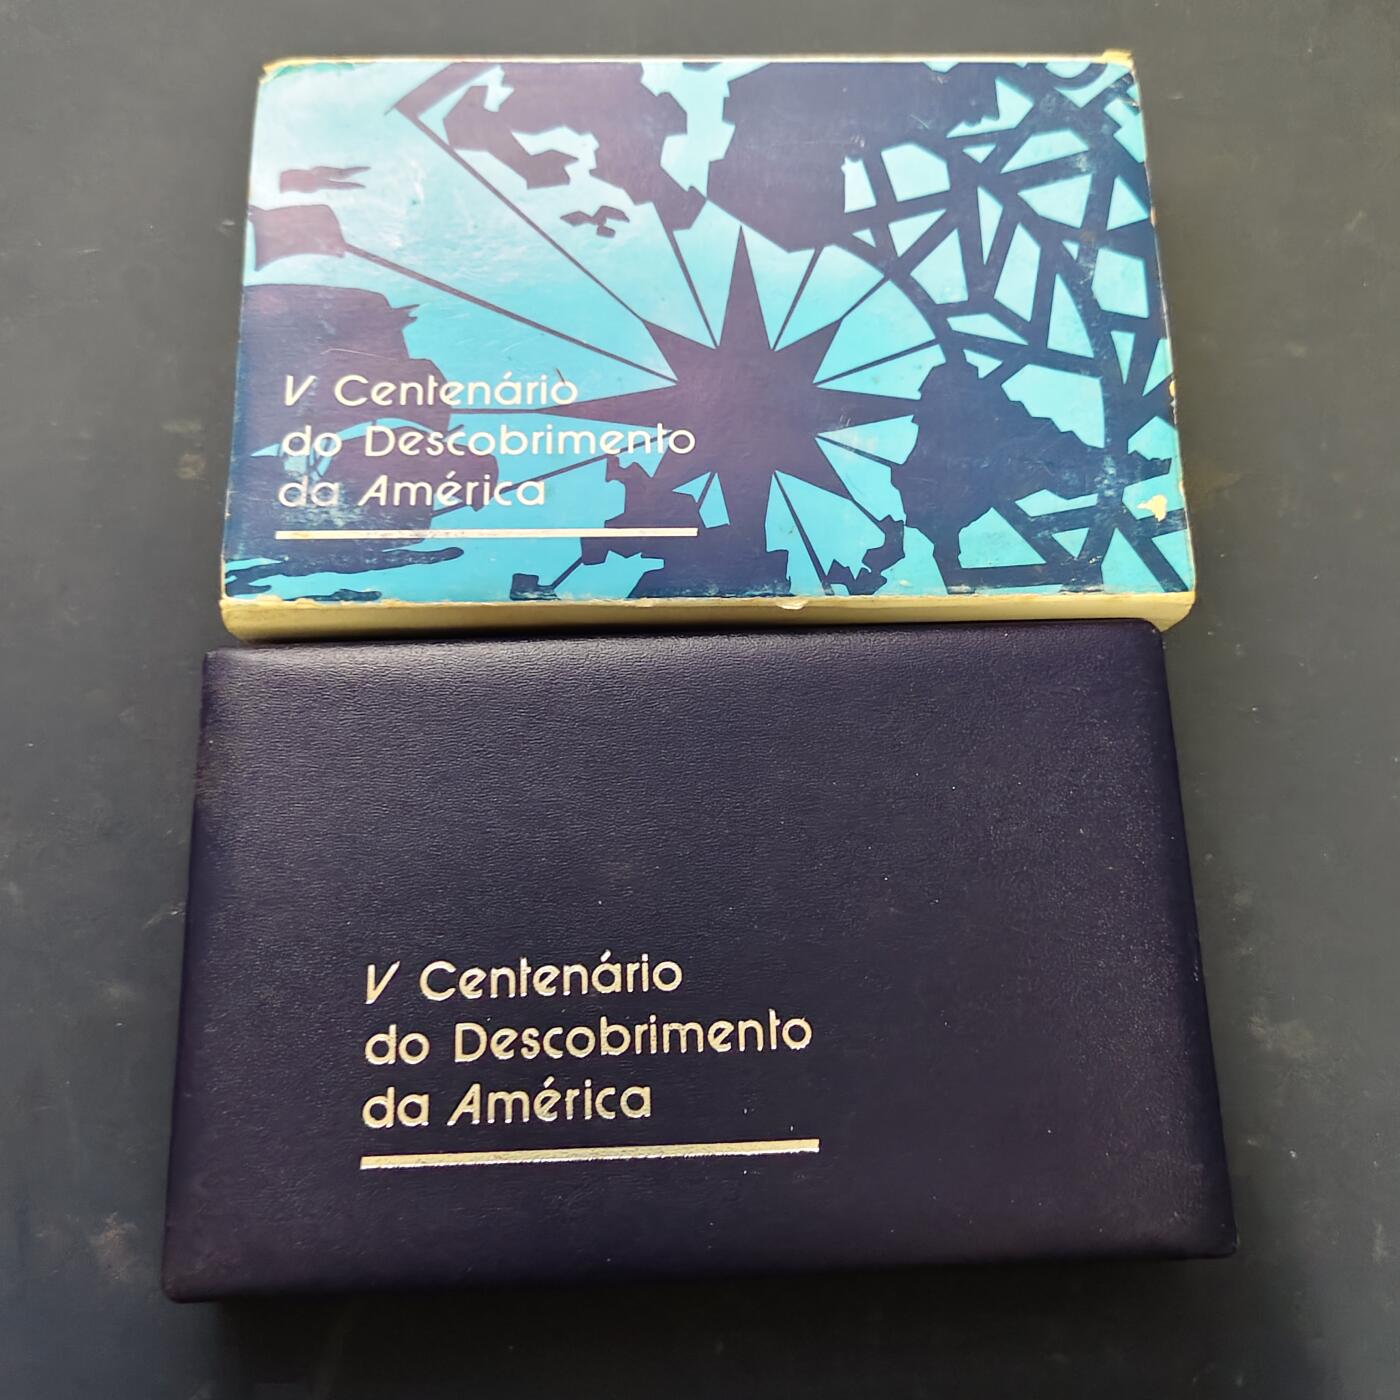 V Centenário
do Descobrimento
da América
V Centenário
do Descobrimento
da América